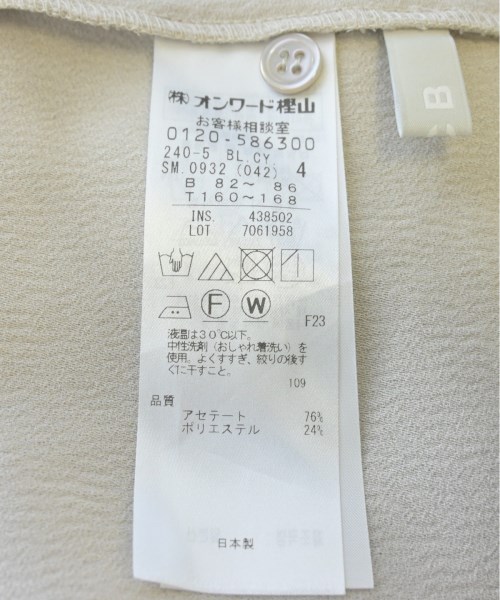 ㈱オンワード樫山
お客様相談室
0120-586300
240-5 BL.CY.
SM.0932 (042) 4
B 82〜 86
T 160〜168
INS. 438502
LOT 7061958
F W
F23
液温は30℃以下。
中性洗剤(おしゃれ着洗い)を
使用。よくすすぎ、絞りの後す
ぐに干すこと。
109
品質
アセテート 76%
ポリエステル 24%
日本製
B